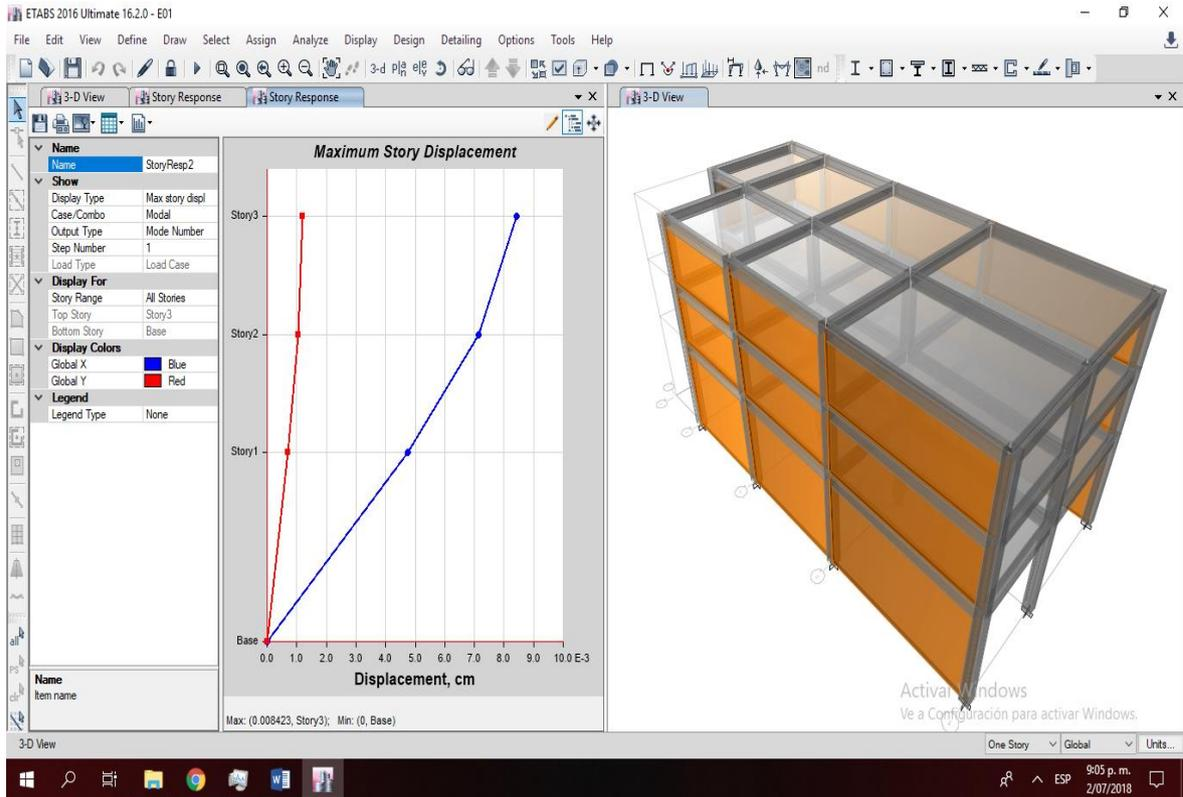 ETABS 2016 Ultimate 16.2.0 - E01
File Edit View Define Draw Select Assign Analyze Display Design Detailing Options Tools Help
3-d
nd
3-D View Story Response Story Response X
3-D View X
Name
Name StoryResp2
Show
Display Type Max story displ
Case/Combo Modal
Output Type Mode Number
Step Number 1
Load Type Load Case
Display For
Story Range All Stories
Top Story Story3
Bottom Story Base
Display Colors
Global X Blue
Global Y Red
Legend
Legend Type None
Name
Item name
all
ps
clr
Maximum Story Displacement
Story3
Story2
Story1
Base
0.0 1.0 2.0 3.0 4.0 5.0 6.0 7.0 8.0 9.0 10.0 E-3
Displacement, cm
Max: (0.008423, Story3); Min: (0, Base)
Activar Windows
Ve a Configuración para activar Windows.
3-D View
One Story Global Units...
ESP
9:05 p. m.
2/07/2018